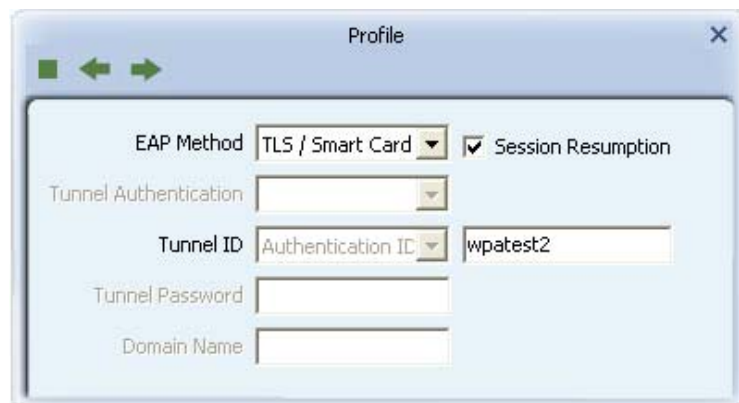 Profile
EAP Method TLS / Smart Card Session Resumption
Tunnel Authentication
Tunnel ID Authentication ID wpatest2
Tunnel Password
Domain Name